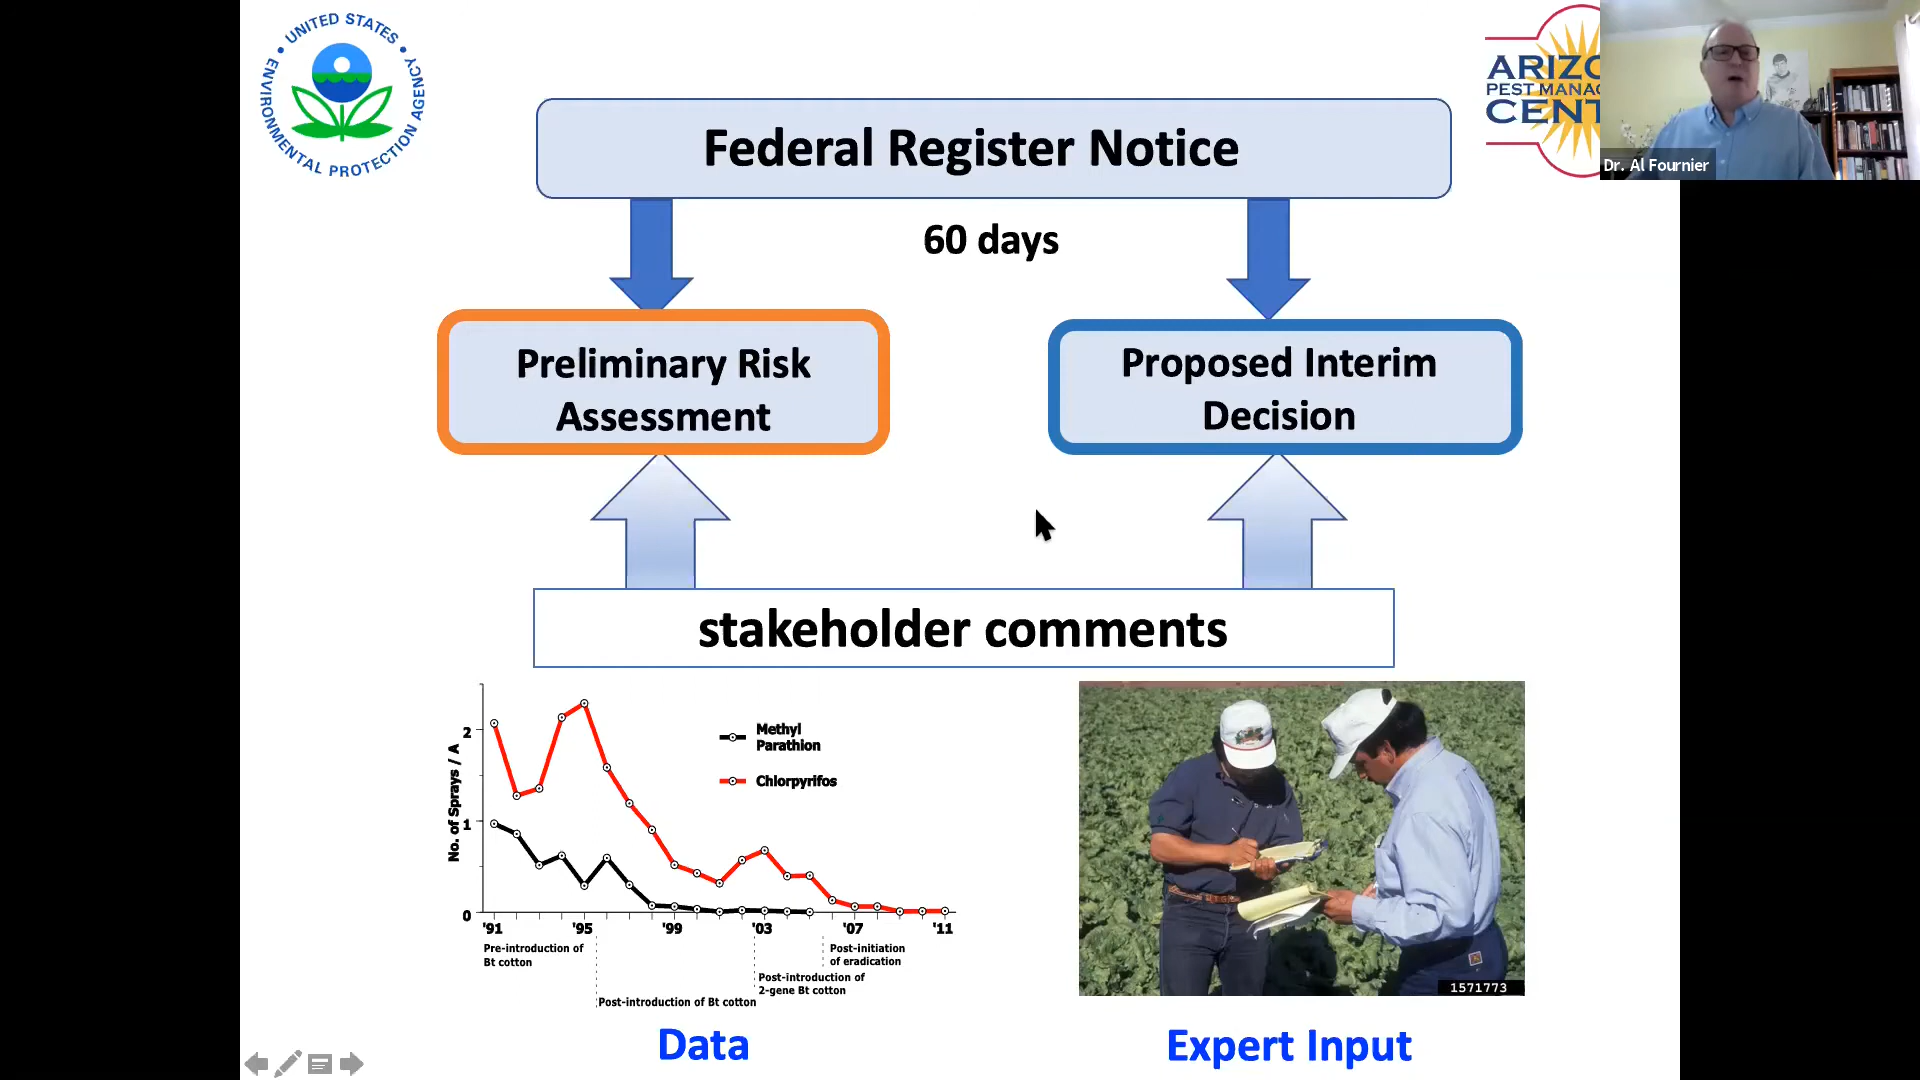 UNITED STATES
ENVIRONMENTAL PROTECTION AGENCY
ARIZO
PEST MANAG
CENT
Dr. Al Fournier
Federal Register Notice
60 days
Preliminary Risk
Assessment
Proposed Interim
Decision
stakeholder comments
No. of Sprays / A
2
1
0
Methyl
Parathion
Chlorpyrifos
'91
'95
'99
'03
'07
'11
Pre-introduction of
Bt cotton
Post-introduction of Bt cotton
Post-introduction of
2-gene Bt cotton
Post-initiation
of eradication
1571773
Data
Expert Input